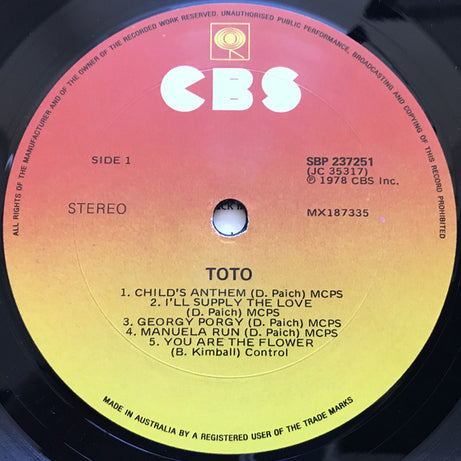 ALL RIGHTS OF THE MANUFACTURER AND OF THE OWNER OF THE RECORDED WORK RESERVED. UNAUTHORISED PUBLIC PERFORMANCE, BROADCASTING AND COPYING OF THIS RECORD PROHIBITED
CBS
SIDE 1
SBP 237251
(JC 35317)
℗ 1978 CBS Inc.
STEREO
MX187335
TOTO
1. CHILD'S ANTHEM (D. Paich) MCPS
2. I'LL SUPPLY THE LOVE
(D. Paich) MCPS
3. GEORGY PORGY (D. Paich) MCPS
4. MANUELA RUN (D. Paich) MCPS
5. YOU ARE THE FLOWER
(B. Kimball) Control
MADE IN AUSTRALIA BY A REGISTERED USER OF THE TRADE MARKS